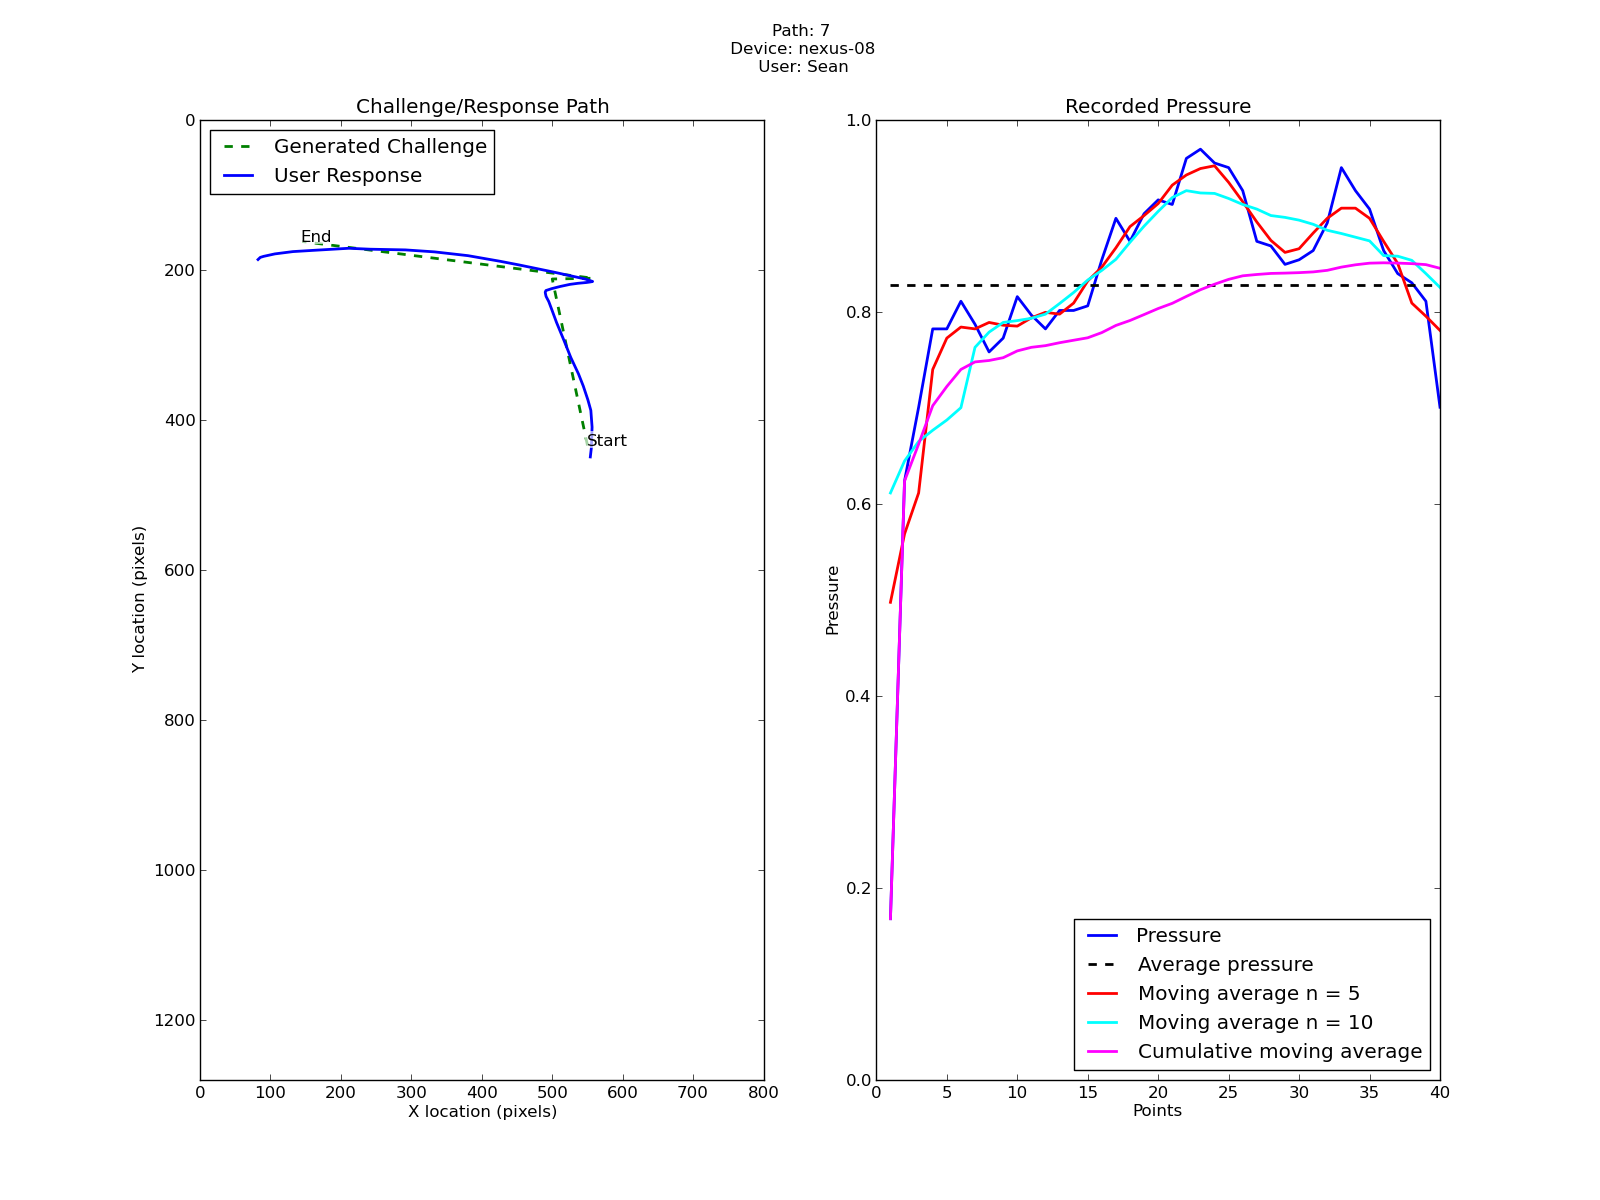 Path: 7
Device: nexus-08
User: Sean
Challenge/Response Path
Generated Challenge
User Response
End
Start
0
200
400
600
800
1000
1200
Y location (pixels)
0 100 200 300 400 500 600 700 800
X location (pixels)
Recorded Pressure
1.0
0.8
0.6
0.4
0.2
0.0
Pressure
Pressure
Average pressure
Moving average n = 5
Moving average n = 10
Cumulative moving average
0 5 10 15 20 25 30 35 40
Points